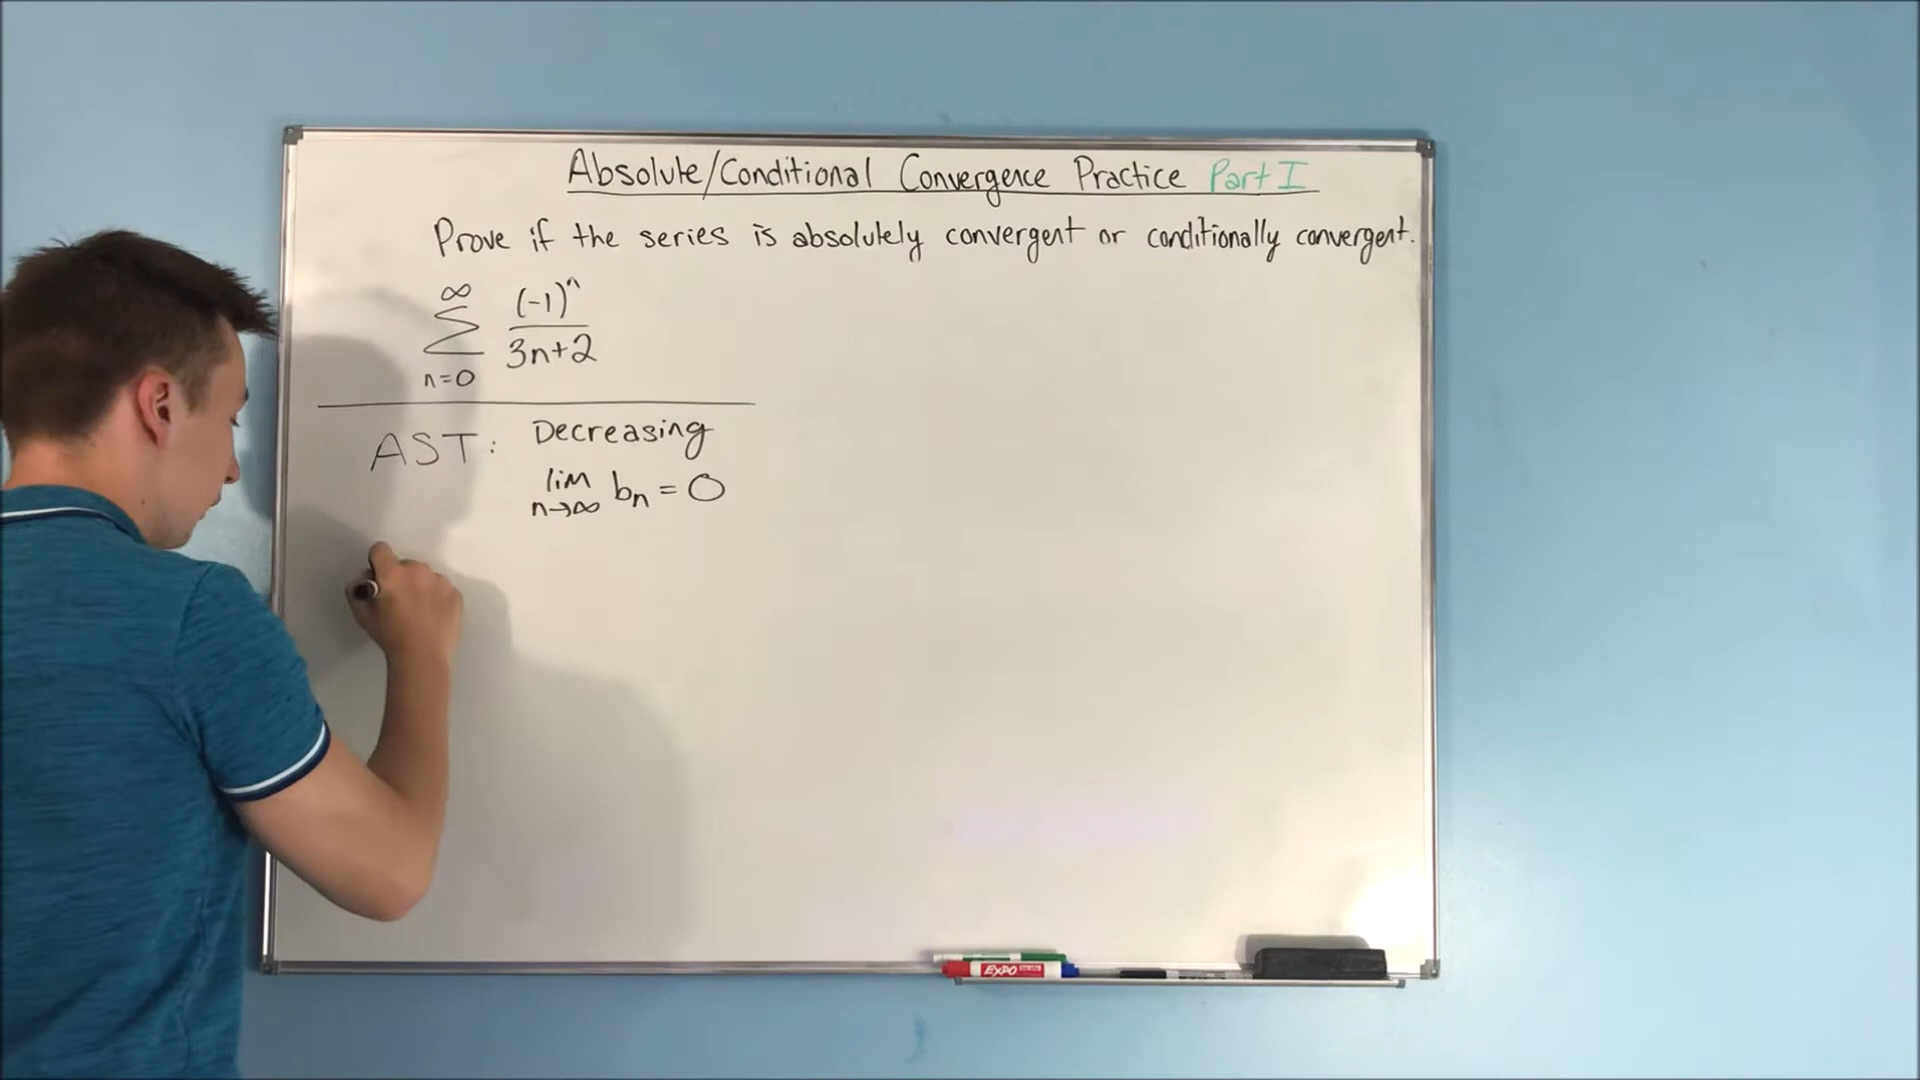 Absolute/Conditional Convergence Practice Part I
Prove if the series is absolutely convergent or conditionally convergent.
∞
∑ (-1)^n / 3n+2
n=0
AST: Decreasing
lim bn = 0
n→∞
EXPO